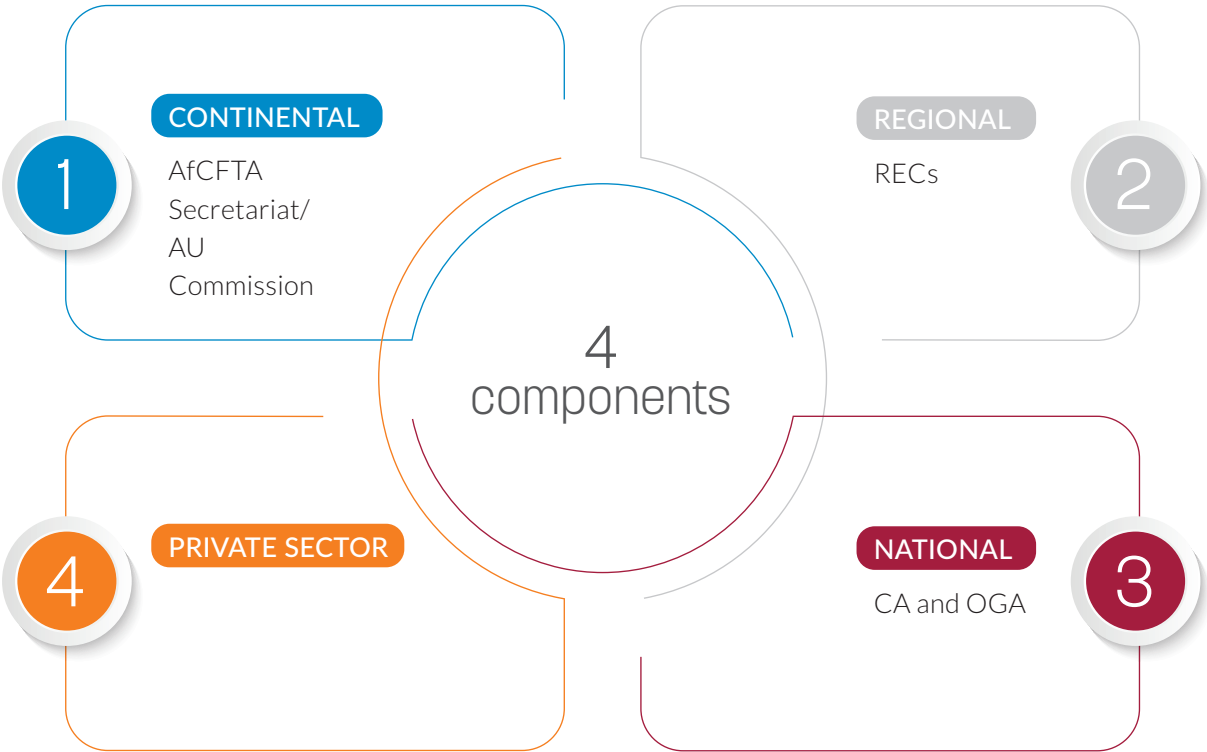 1
CONTINENTAL
AfCFTA
Secretariat/
AU
Commission
REGIONAL
RECs
2
4
components
4
PRIVATE SECTOR
NATIONAL
CA and OGA
3